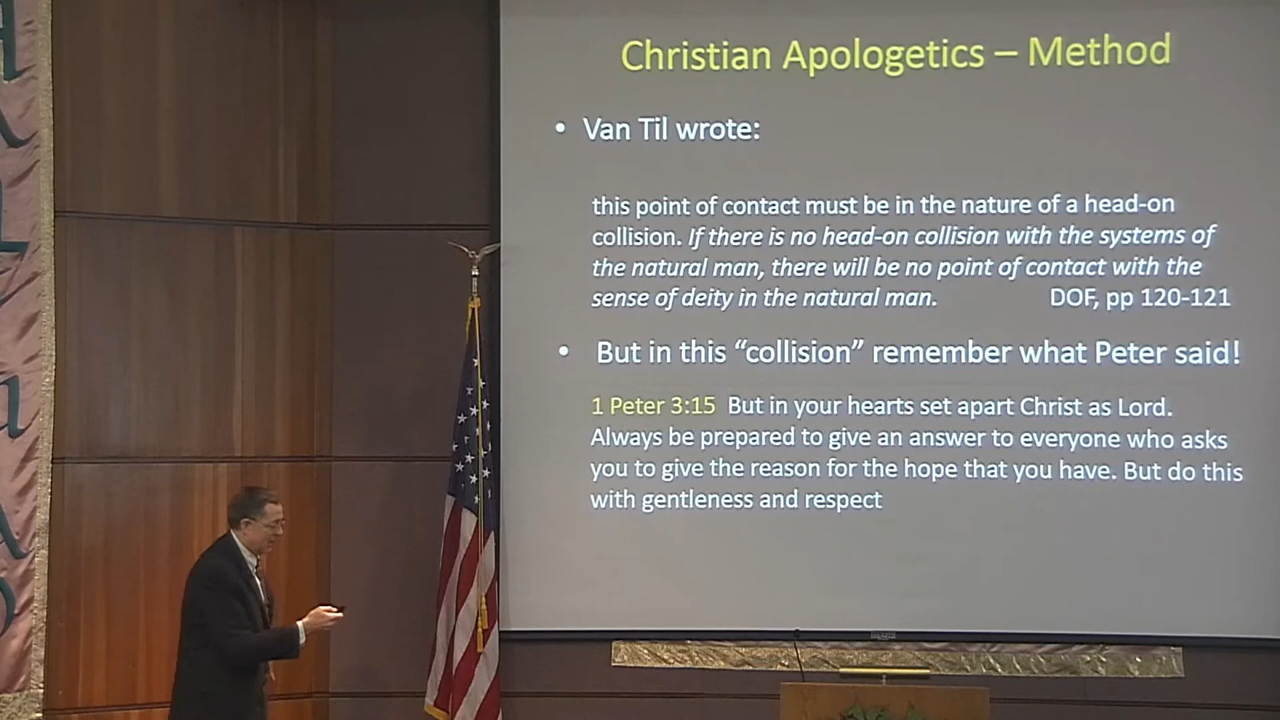 Christian Apologetics – Method
• Van Til wrote:
this point of contact must be in the nature of a head-on
collision. If there is no head-on collision with the systems of
the natural man, there will be no point of contact with the
sense of deity in the natural man. DOF, pp 120-121
• But in this “collision” remember what Peter said!
1 Peter 3:15 But in your hearts set apart Christ as Lord.
Always be prepared to give an answer to everyone who asks
you to give the reason for the hope that you have. But do this
with gentleness and respect